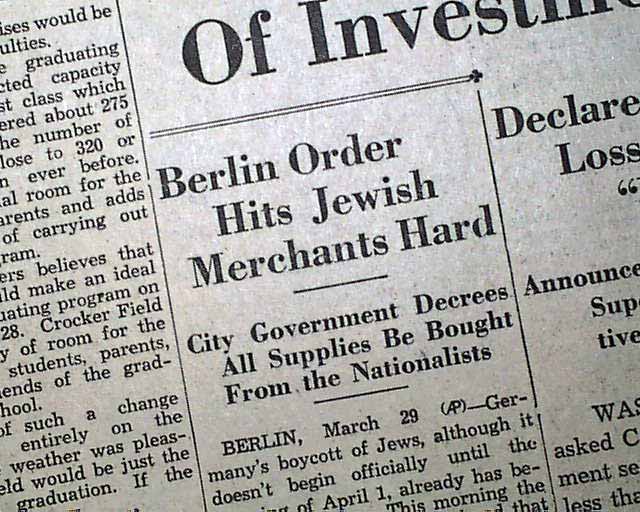 ises would be
ulties.
e graduating
cted capacity
st class which
ered about 275
he number of
lose to 320 or
n ever before.
al room for the
arents and adds
of carrying out
ram.
ers believes that
ld make an ideal
uating program on
28. Crocker Field
y of room for the
students, parents,
ends of the grad-
hool.
of such a change
entirely on the
weather was pleas-
eld would be just the
graduation. If the
Of Investm
Berlin Order
Hits Jewish
Merchants Hard
City Government Decrees
All Supplies Be Bought
From the Nationalists
BERLIN, March 29 (AP)—Ger-
many's boycott of Jews, although it
doesn't begin officially until the
of April 1, already has be-
This morning the
that
Declare
Loss
“
Announce
Sup
tive
WAS
asked C
ment se
less tha